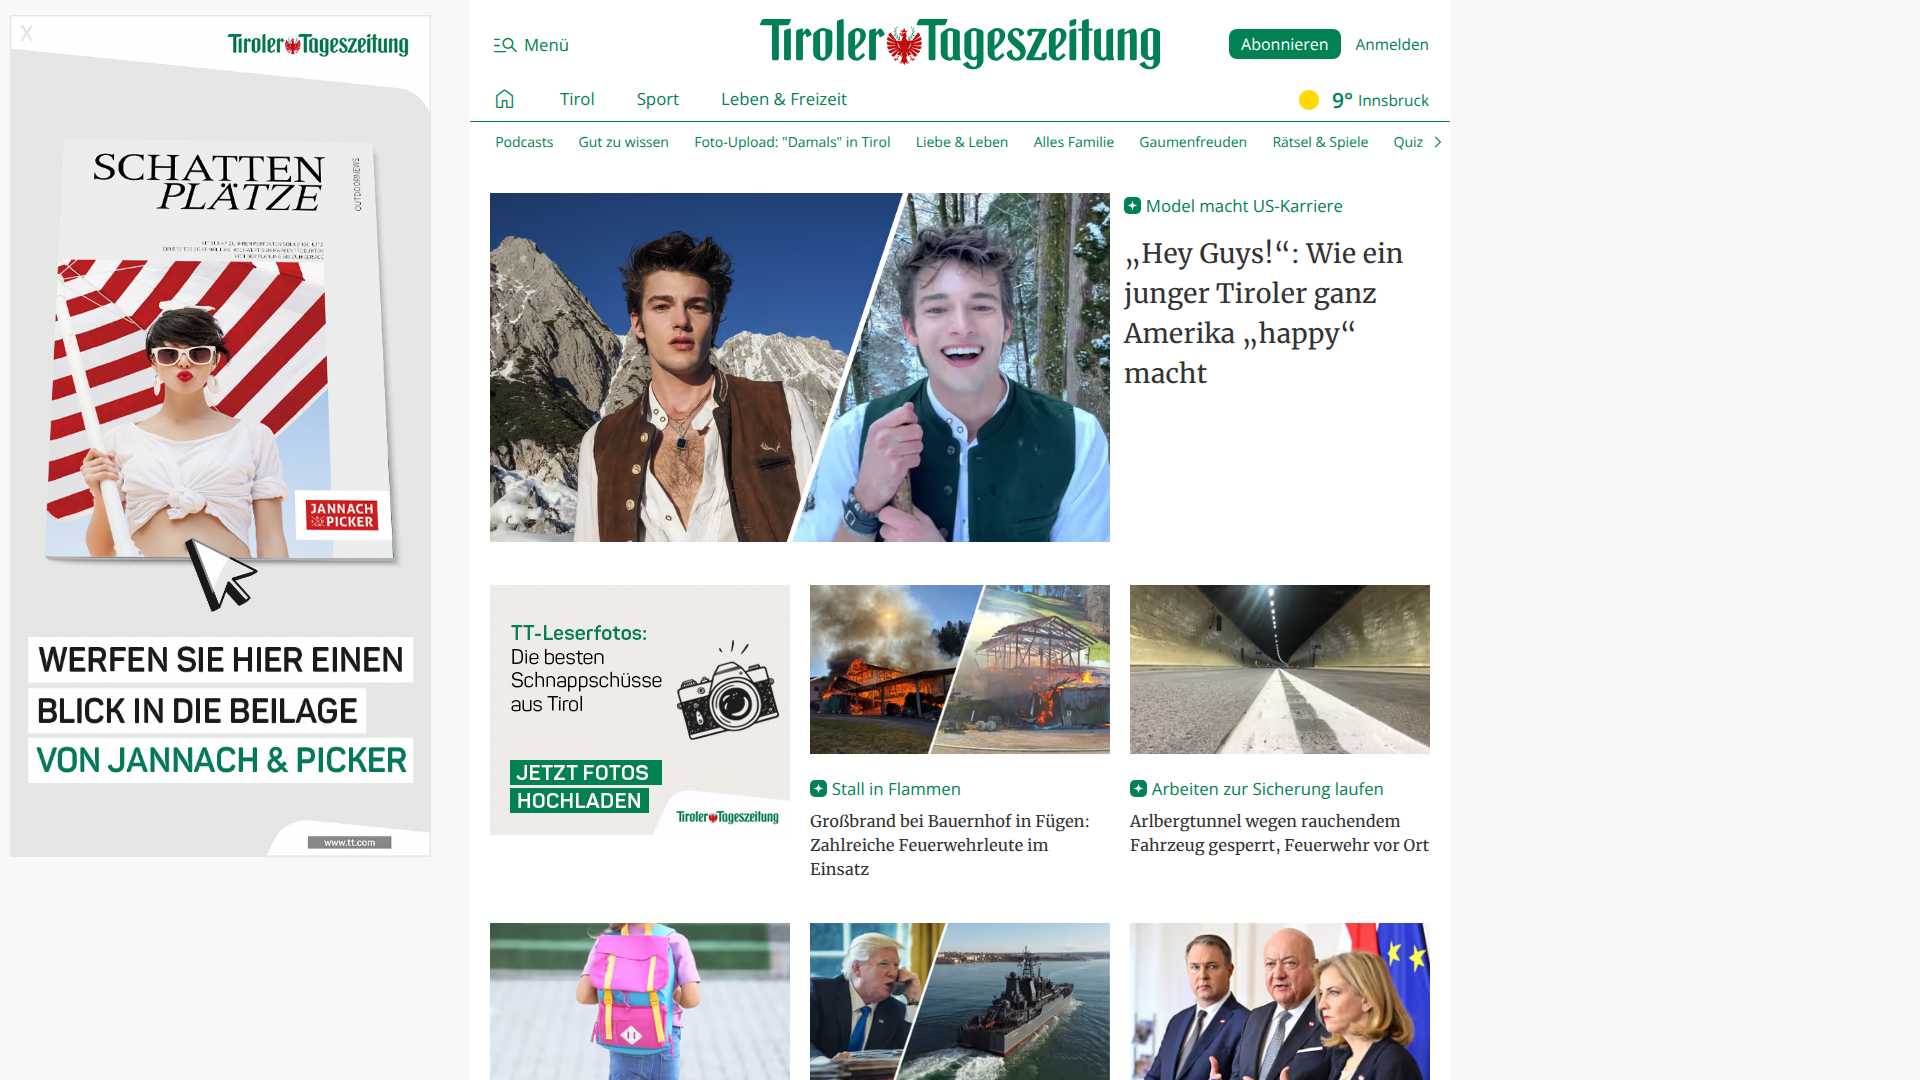 X
Tiroler Tageszeitung
SCHATTEN
PLÄTZE
OUTDOORNEWS
JANNACH
PICKER
WERFEN SIE HIER EINEN
BLICK IN DIE BEILAGE
VON JANNACH & PICKER
www.tt.com
Menü
Tiroler Tageszeitung
Abonnieren
Anmelden
Tirol
Sport
Leben & Freizeit
9° Innsbruck
Podcasts
Gut zu wissen
Foto-Upload: "Damals" in Tirol
Liebe & Leben
Alles Familie
Gaumenfreuden
Rätsel & Spiele
Quiz
Model macht US-Karriere
„Hey Guys!“: Wie ein
junger Tiroler ganz
Amerika „happy“
macht
TT-Leserfotos:
Die besten
Schnappschüsse
aus Tirol
JETZT FOTOS
HOCHLADEN
Tiroler Tageszeitung
Stall in Flammen
Großbrand bei Bauernhof in Fügen:
Zahlreiche Feuerwehrleute im
Einsatz
Arbeiten zur Sicherung laufen
Arlbergtunnel wegen rauchendem
Fahrzeug gesperrt, Feuerwehr vor Ort